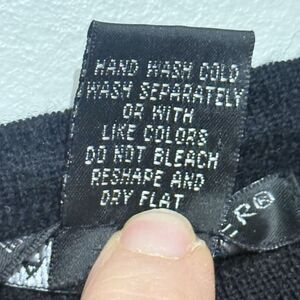 HAND WASH COLD
WASH SEPARATELY
OR WITH
LIKE COLORS
DO NOT BLEACH
RESHAPE AND
DRY FLAT